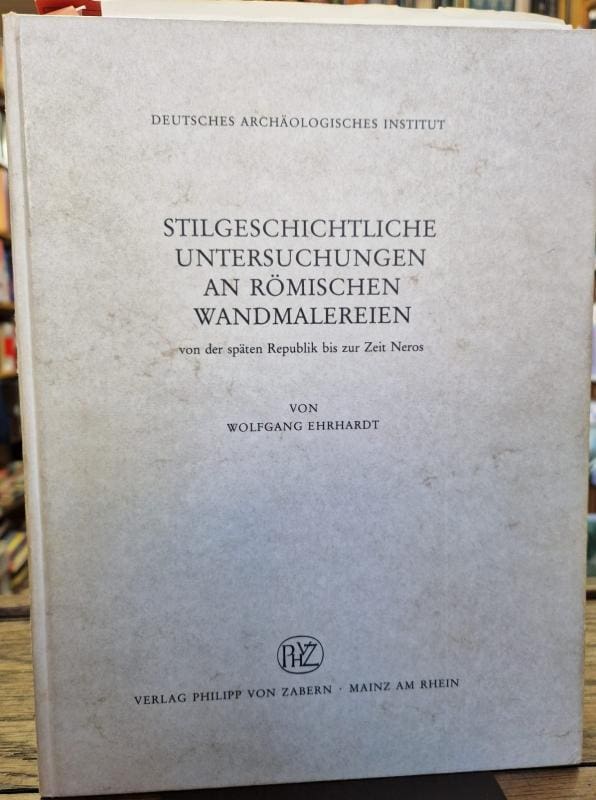 DEUTSCHES ARCHÄOLOGISCHES INSTITUT
STILGESCHICHTLICHE
UNTERSUCHUNGEN
AN RÖMISCHEN
WANDMALEREIEN
von der späten Republik bis zur Zeit Neros
VON
WOLFGANG EHRHARDT
PHVZ
VERLAG PHILIPP VON ZABERN · MAINZ AM RHEIN